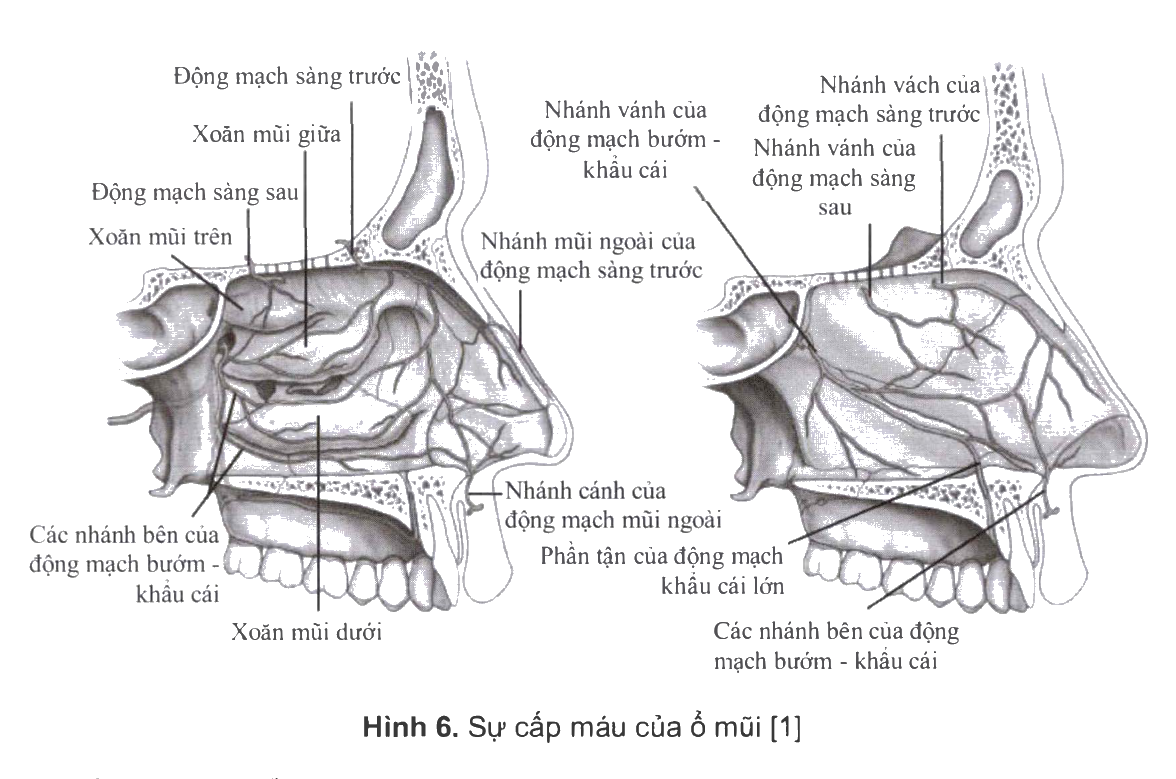 Động mạch sàng trước
Xoăn mũi giữa
Động mạch sàng sau
Xoăn mũi trên
Nhánh mũi ngoài của
động mạch sàng trước
Nhánh cánh của
động mạch mũi ngoài
Các nhánh bên của
động mạch bướm -
khẩu cái
Xoăn mũi dưới
Nhánh vánh của
động mạch bướm -
khẩu cái
Nhánh vách của
động mạch sàng trước
Nhánh vánh của
động mạch sàng
sau
Phần tận của động mạch
khẩu cái lớn
Các nhánh bên của động
mạch bướm - khẩu cái
Hình 6. Sự cấp máu của ổ mũi [1]